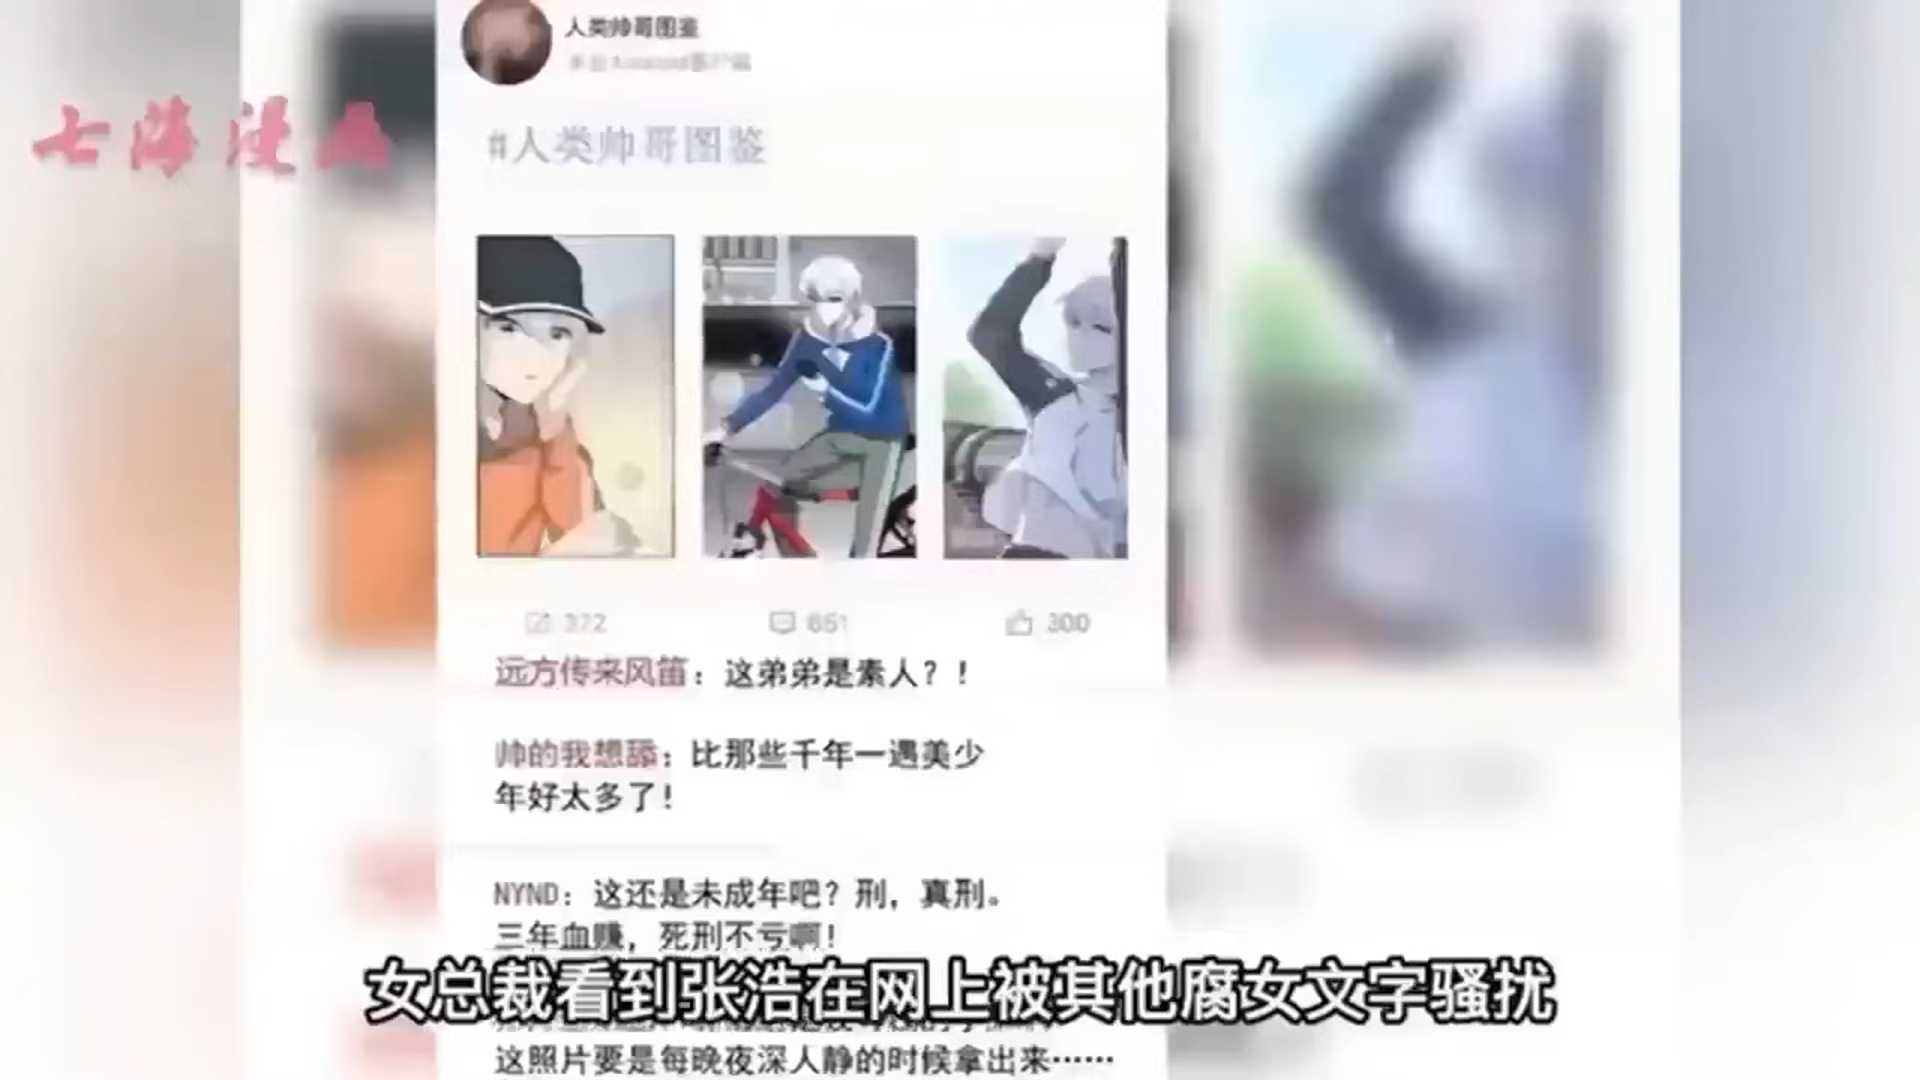 人类帅哥图鉴
七海漫画
#人类帅哥图鉴
372
651
300
远方传来风笛：这弟弟是素人？！
帅的我想舔：比那些千年一遇美少
年好太多了！
NYND：这还是未成年吧？刑，真刑。
三年血赚，死刑不亏啊！
女总裁看到张浩在网上被其他腐女文字骚扰
这照片要是每晚夜深人静的时候拿出来……